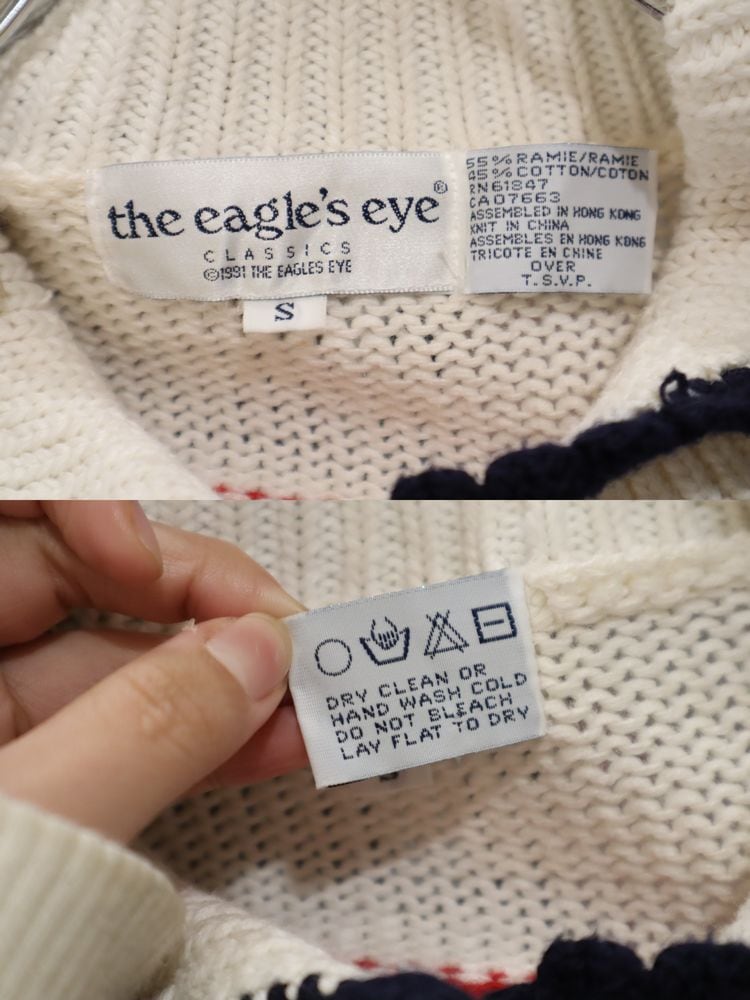 the eagle's eye®
CLASSICS
©1991 THE EAGLES EYE
S
55% RAMIE/RAMIE
45% COTTON/COTON
RN61847
CA07663
ASSEMBLED IN HONG KONG
KNIT IN CHINA
ASSEMBLES EN HONG KONG
TRICOTE EN CHINE
OVER
T.S.V.P.
DRY CLEAN OR
HAND WASH COLD
DO NOT BLEACH
LAY FLAT TO DRY